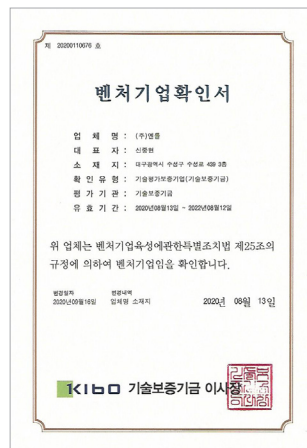 제 20200110676 호
벤처기업확인서
업 체 명 : (주)엔플
대 표 자 : 신종현
소 재 지 : 대구광역시 수성구 수성로 439 3층
확 인 유 형 : 기술평가보증기업(기술보증기금)
평 가 기 관 : 기술보증기금
유 효 기 간 : 2020년08월13일 ~ 2022년08월12일
위 업체는 벤처기업육성에관한특별조치법 제25조의
규정에 의하여 벤처기업임을 확인합니다.
변경일자 변경내역
2020년09월16일 업체명 소재지
2020년 08월 13일
KIBO 기술보증기금 이사장